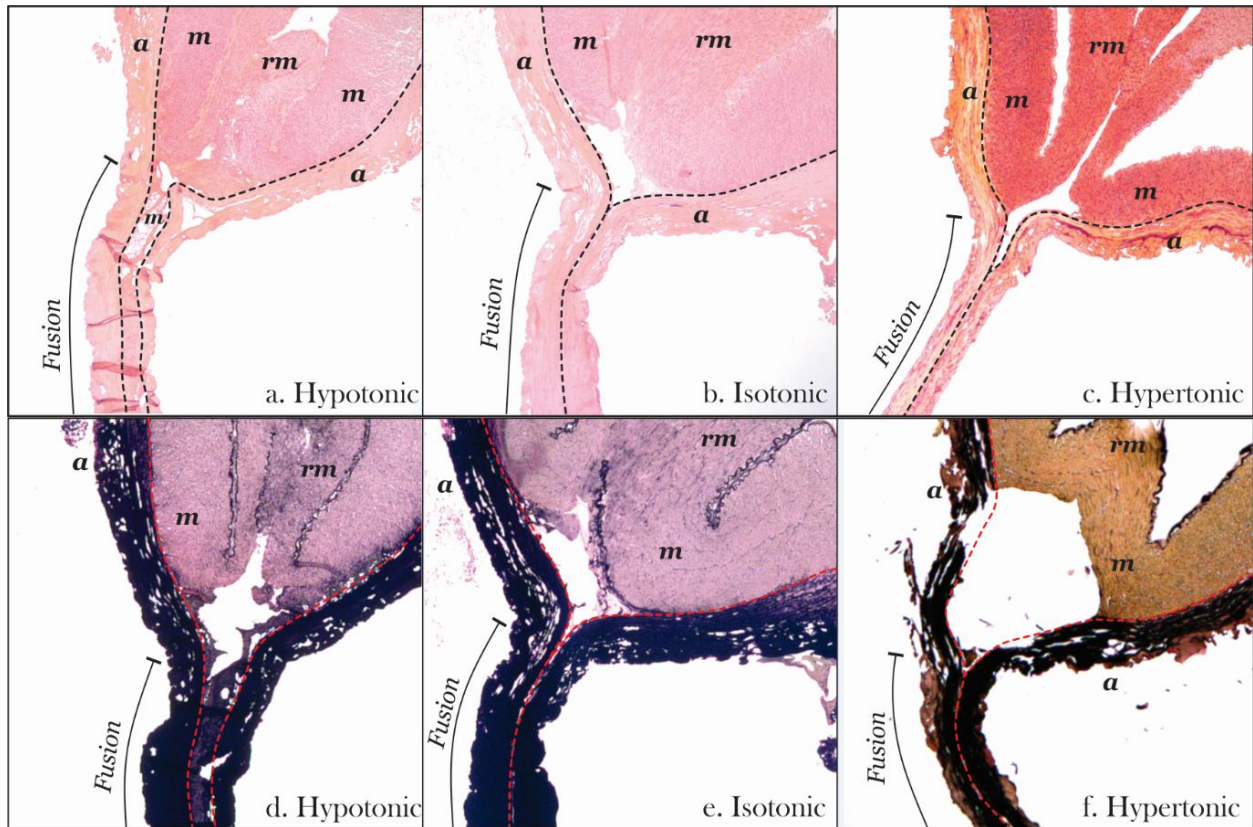 a
m
rm
m
a
m
Fusion
a. Hypotonic
a
m
rm
a
Fusion
b. Isotonic
a
m
rm
m
a
Fusion
c. Hypertonic
a
m
rm
Fusion
d. Hypotonic
a
rm
m
Fusion
e. Isotonic
a
rm
m
a
Fusion
f. Hypertonic